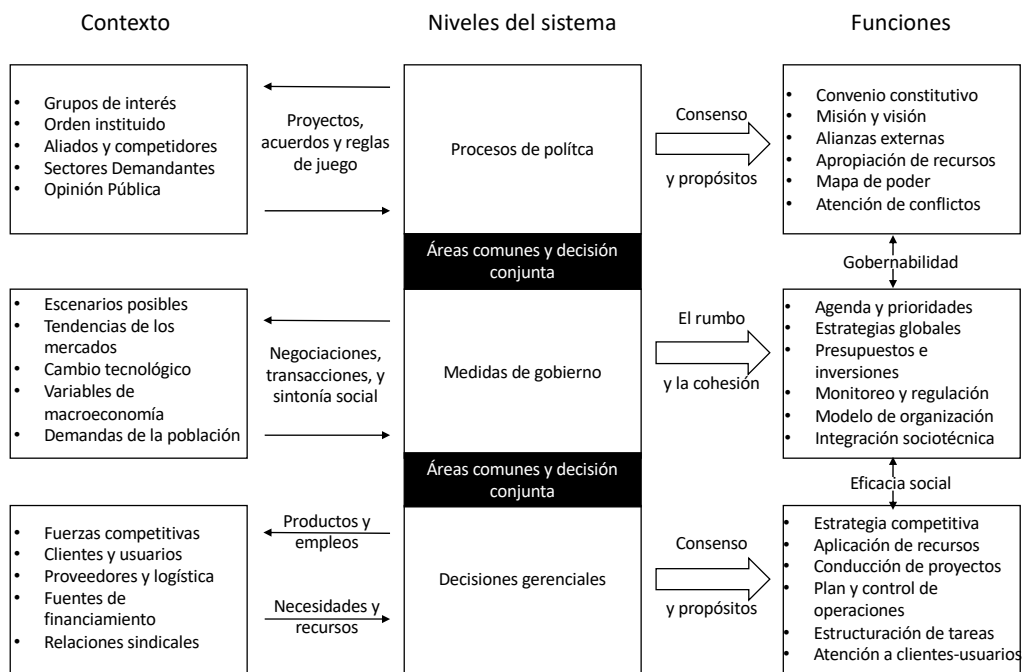 Contexto
Niveles del sistema
Funciones
• Grupos de interés
• Orden instituido
• Aliados y competidores
• Sectores Demandantes
• Opinión Pública
Proyectos,
acuerdos y reglas
de juego
Procesos de polítca
Consenso
y propósitos
• Convenio constitutivo
• Misión y visión
• Alianzas externas
• Apropiación de recursos
• Mapa de poder
• Atención de conflictos
Áreas comunes y decisión
conjunta
Gobernabilidad
• Escenarios posibles
• Tendencias de los
mercados
• Cambio tecnológico
• Variables de
macroeconomía
• Demandas de la población
Negociaciones,
transacciones, y
sintonía social
Medidas de gobierno
El rumbo
y la cohesión
• Agenda y prioridades
• Estrategias globales
• Presupuestos e
inversiones
• Monitoreo y regulación
• Modelo de organización
• Integración sociotécnica
Áreas comunes y decisión
conjunta
Eficacia social
• Fuerzas competitivas
• Clientes y usuarios
• Proveedores y logística
• Fuentes de
financiamiento
• Relaciones sindicales
Productos y
empleos
Necesidades y
recursos
Decisiones gerenciales
Consenso
y propósitos
• Estrategia competitiva
• Aplicación de recursos
• Conducción de proyectos
• Plan y control de
operaciones
• Estructuración de tareas
• Atención a clientes-usuarios